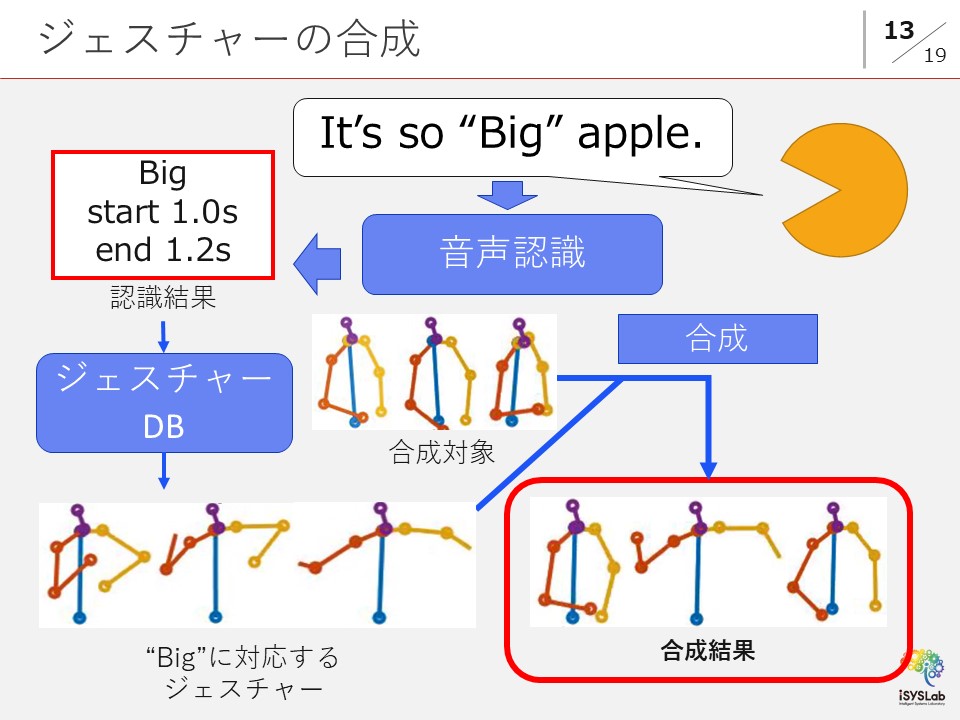 ジェスチャーの合成
13
19
It’s so “Big” apple.
Big
start 1.0s
end 1.2s
音声認識
認識結果
合成
ジェスチャー
DB
合成対象
“Big”に対応する
ジェスチャー
合成結果
iSYSLab
Intelligent Systems Laboratory